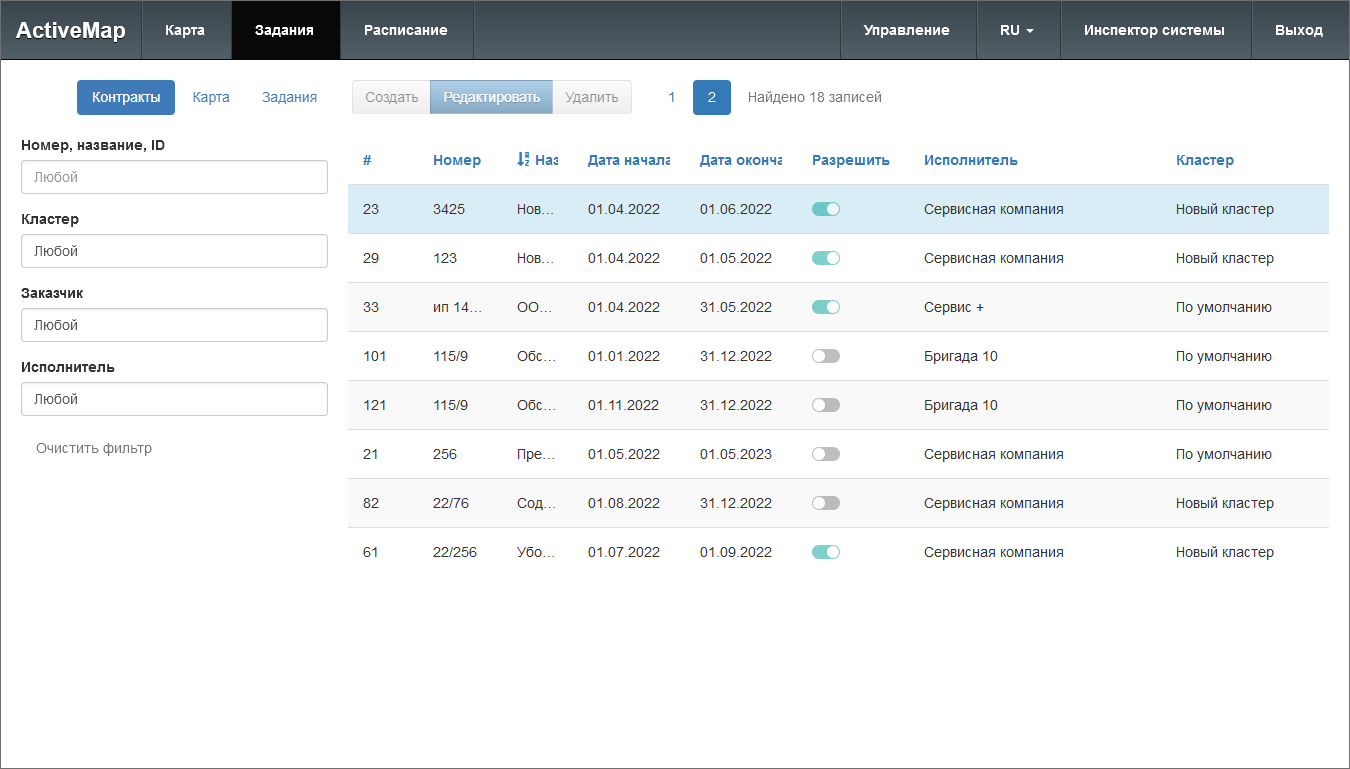 ActiveMap Карта Задания Расписание Управление RU Инспектор системы Выход
Контракты Карта Задания Создать Редактировать Удалить 1 2 Найдено 18 записей
Номер, название, ID
Любой
Кластер
Любой
Заказчик
Любой
Исполнитель
Любой
Очистить фильтр
# Номер Наз Дата начала Дата оконча Разрешить Исполнитель Кластер
23 3425 Нов... 01.04.2022 01.06.2022 Сервисная компания Новый кластер
29 123 Нов... 01.04.2022 01.05.2022 Сервисная компания Новый кластер
33 ип 14... ОО... 01.04.2022 31.05.2022 Сервис + По умолчанию
101 115/9 Обс... 01.01.2022 31.12.2022 Бригада 10 По умолчанию
121 115/9 Обс... 01.11.2022 31.12.2022 Бригада 10 По умолчанию
21 256 Пре... 01.05.2022 01.05.2023 Сервисная компания По умолчанию
82 22/76 Сод... 01.08.2022 31.12.2022 Сервисная компания Новый кластер
61 22/256 Убо... 01.07.2022 01.09.2022 Сервисная компания Новый кластер